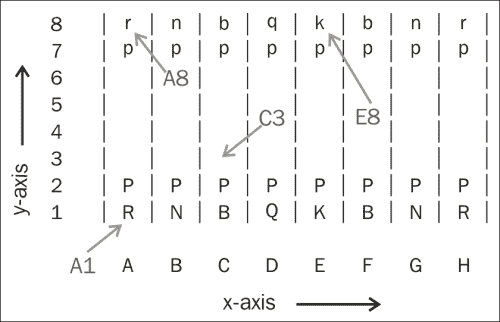 8 | r | n | b | q | k | b | n | r |
7 | p | p | p | p | p | p | p | p |
A8
6 | | | | | | | | |
5 | | | | | | | | |
C3
E8
4 | | | | | | | | |
3 | | | | | | | | |
2 | P | P | P | P | P | P | P | P |
1 | R | N | B | Q | K | B | N | R |
A1
A B C D E F G H
y-axis
x-axis